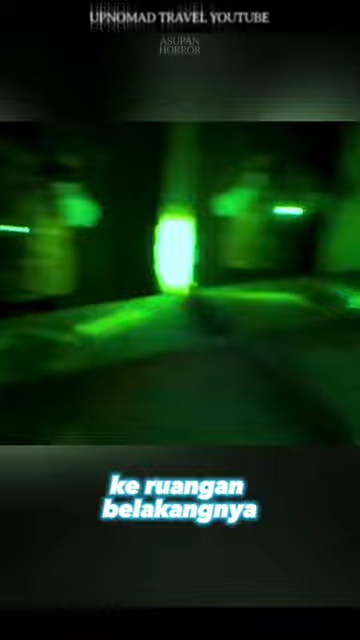 UPNOMAD TRAVEL YOUTUBE
ASUPAN
HORROR
ke ruangan
belakangnya